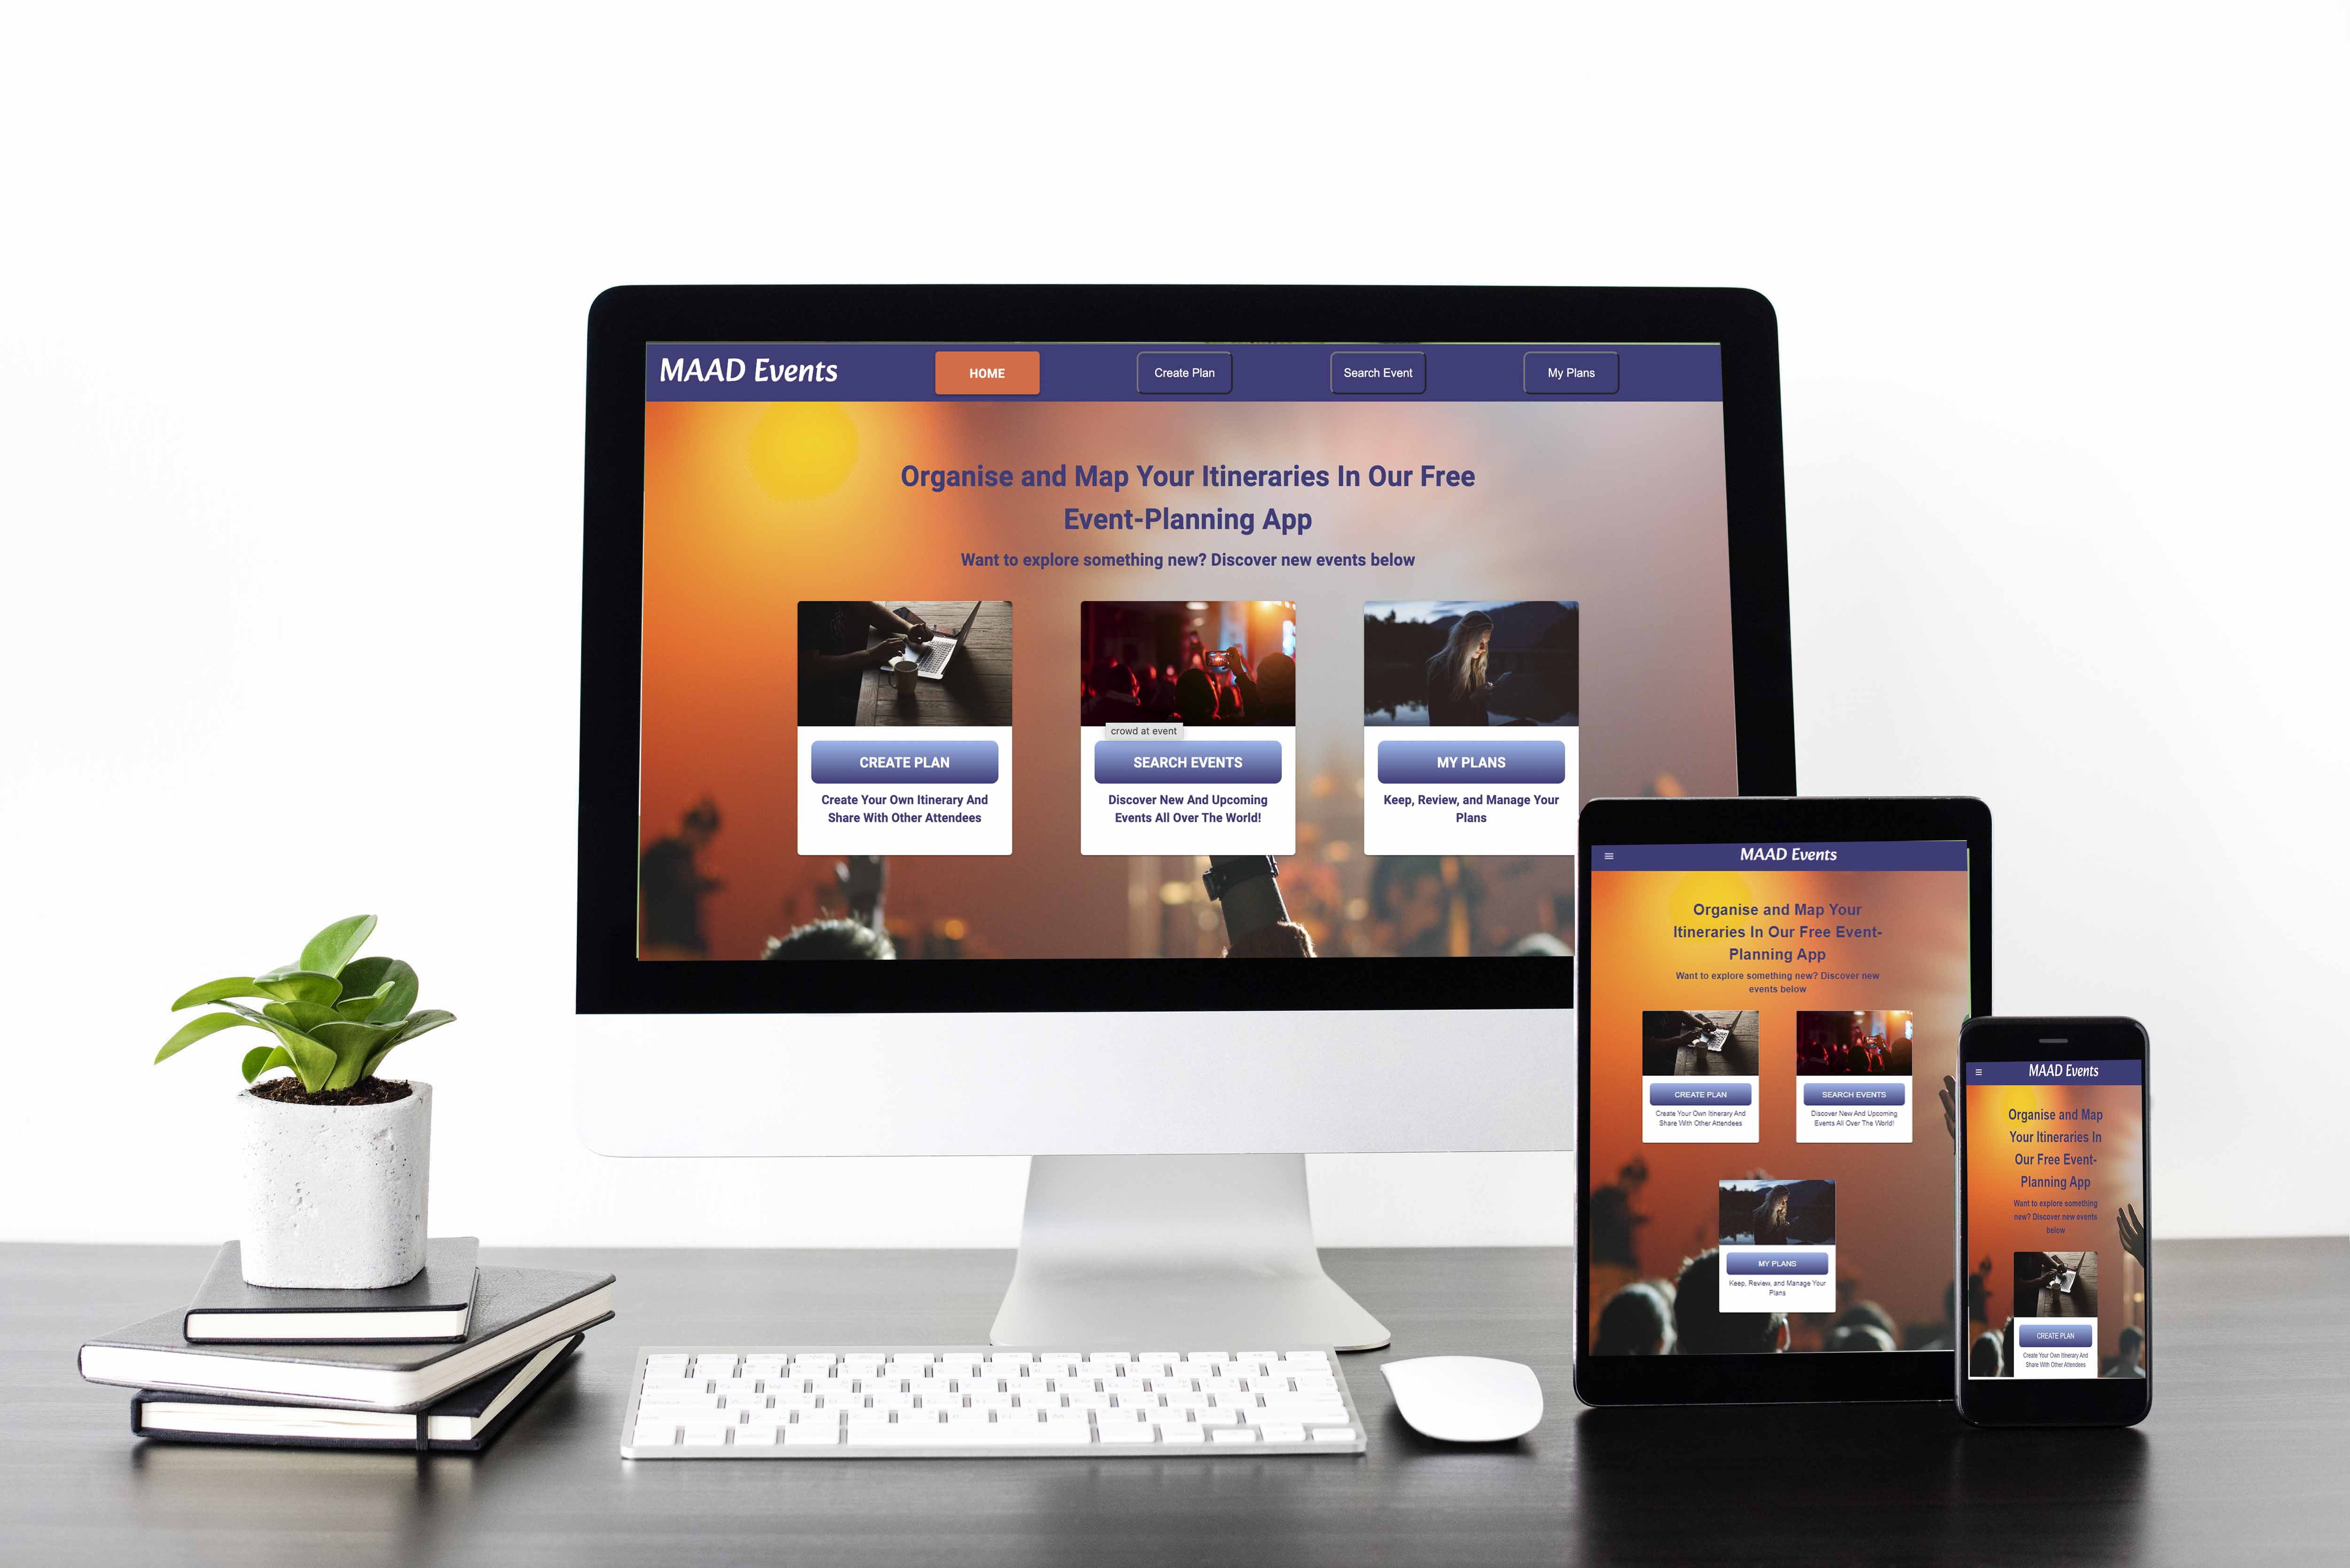 MAAD Events
HOME
Create Plan
Search Event
My Plans
Organise and Map Your Itineraries In Our Free
Event-Planning App
Want to explore something new? Discover new events below
crowd at event
CREATE PLAN
Create Your Own Itinerary And
Share With Other Attendees
SEARCH EVENTS
Discover New And Upcoming
Events All Over The World!
MY PLANS
Keep, Review, and Manage Your
Plans
MAAD Events
Organise and Map Your
Itineraries In Our Free Event-
Planning App
Want to explore something new? Discover new
events below
CREATE PLAN
Create Your Own Itinerary And
Share With Other Attendees
SEARCH EVENTS
Discover New And Upcoming
Events All Over The World!
MY PLANS
Keep, Review, and Manage Your
Plans
MAAD Events
Organise and Map
Your Itineraries In
Our Free Event-
Planning App
Want to explore something
new? Discover new events
below
CREATE PLAN
Create Your Own Itinerary And
Share With Other Attendees